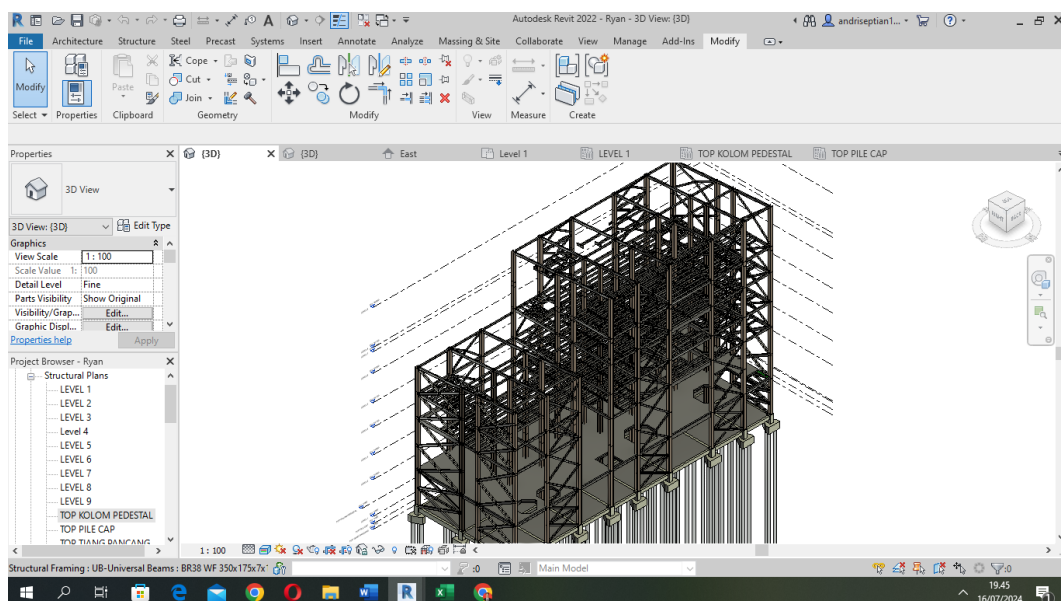 Autodesk Revit 2022 - Ryan - 3D View: {3D}
andriseptian1...
File Architecture Structure Steel Precast Systems Insert Annotate Analyze Massing & Site Collaborate View Manage Add-Ins Modify
Modify
Properties
Paste
Cope
Cut
Join
Select Properties Clipboard Geometry Modify View Measure Create
Properties
{3D}
{3D}
East
Level 1
LEVEL 1
TOP KOLOM PEDESTAL
TOP PILE CAP
3D View
3D View: {3D}
Edit Type
Graphics
View Scale 1 : 100
Scale Value 1: 100
Detail Level Fine
Parts Visibility Show Original
Visibility/Grap... Edit...
Graphic Displ... Edit...
Properties help Apply
Project Browser - Ryan
Structural Plans
LEVEL 1
LEVEL 2
LEVEL 3
Level 4
LEVEL 5
LEVEL 6
LEVEL 7
LEVEL 8
LEVEL 9
TOP KOLOM PEDESTAL
TOP PILE CAP
TOP TIANG PANCANG
1 : 100
Structural Framing : UB-Universal Beams : BR38 WF 350x175x7x
:0
Main Model
:0
19.45
16/07/2024